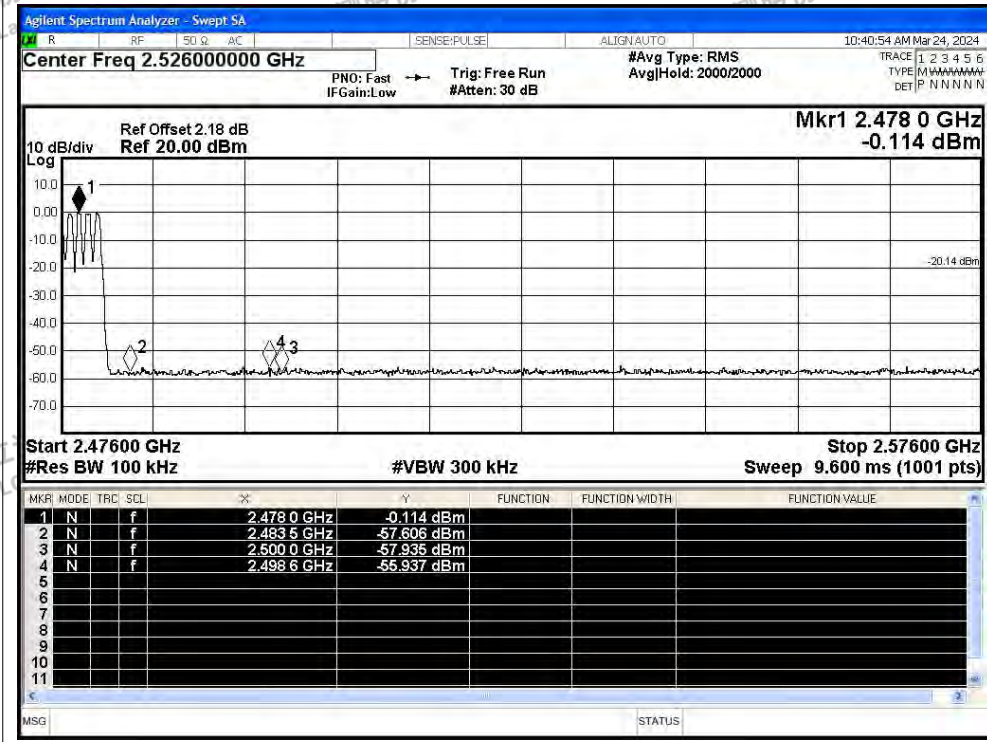 Agilent Spectrum Analyzer - Swept SA
R RF 50 Ω AC SENSE:PULSE ALIGN AUTO 10:40:54 AM Mar 24, 2024
Center Freq 2.526000000 GHz
PNO: Fast
IFGain:Low
Trig: Free Run
#Atten: 30 dB
#Avg Type: RMS
Avg|Hold: 2000/2000
TRACE 1 2 3 4 5 6
TYPE MWWWWW
DET P N N N N N
Mkr1 2.478 0 GHz
-0.114 dBm
Ref Offset 2.18 dB
10 dB/div Ref 20.00 dBm
Log
10.0
0.00
-10.0
-20.0
-30.0
-40.0
-50.0
-60.0
-70.0
1
2
4
3
-20.14 dBm
Start 2.47600 GHz Stop 2.57600 GHz
#Res BW 100 kHz #VBW 300 kHz Sweep 9.600 ms (1001 pts)
MKR MODE TRC SCL X Y FUNCTION FUNCTION WIDTH FUNCTION VALUE
1 N f 2.478 0 GHz -0.114 dBm
2 N f 2.483 5 GHz -57.606 dBm
3 N f 2.500 0 GHz -57.935 dBm
4 N f 2.498 6 GHz -55.937 dBm
5
6
7
8
9
10
11
MSG STATUS